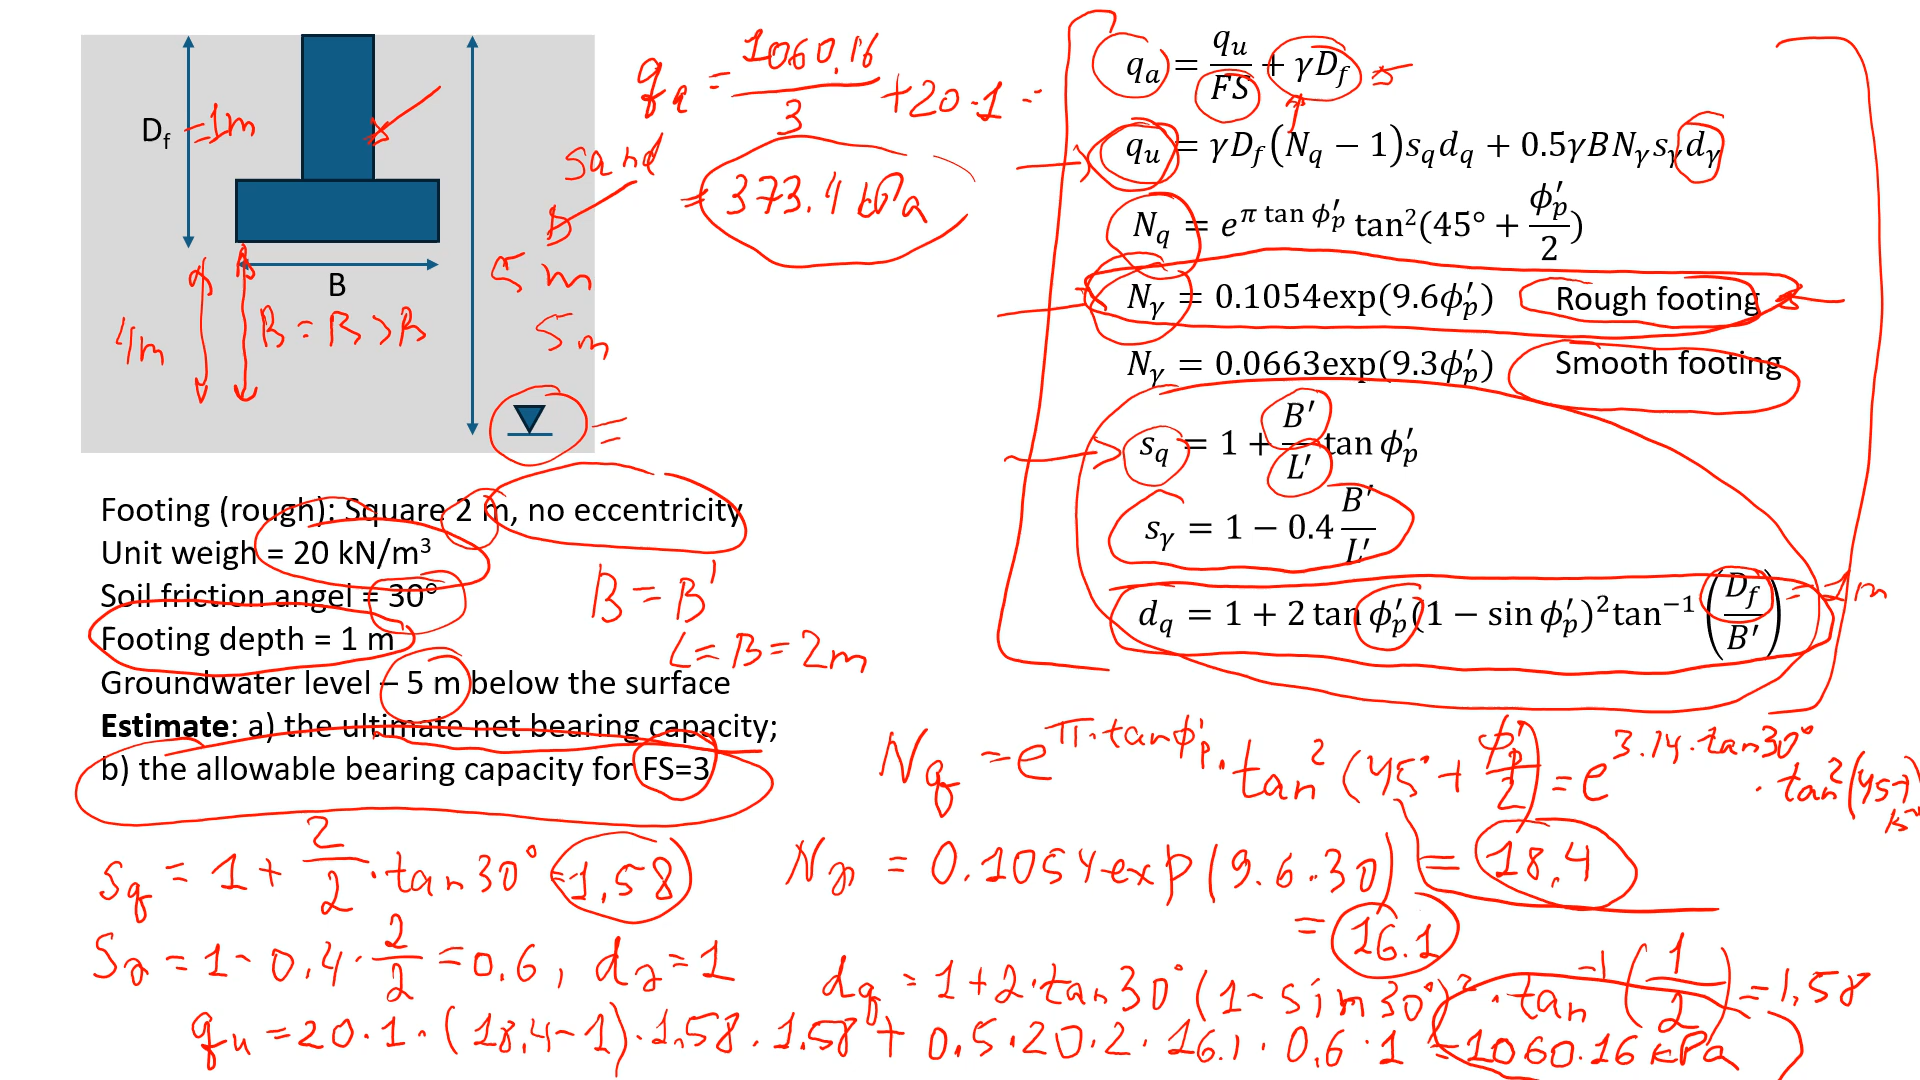 D_f = 1m
B
B = B > B
4m
sand
B
5 m
5m
q_a = 1060.16/3 + 20·1 =
= 373.4 kPa
q_a = q_u/FS + γD_f
q_u = γD_f(N_q − 1)s_q d_q + 0.5γBN_γ s_γ d_γ
N_q = e^{π tan ϕ′_p} tan²(45° + ϕ′_p/2)
N_γ = 0.1054exp(9.6ϕ′_p) Rough footing
N_γ = 0.0663exp(9.3ϕ′_p) Smooth footing
s_q = 1 + B′/L′ tan ϕ′_p
s_γ = 1 − 0.4 B′/L′
d_q = 1 + 2 tan ϕ′_p(1 − sin ϕ′_p)²tan⁻¹(D_f/B′) = 1m
Footing (rough): Square 2 m, no eccentricity
Unit weigh = 20 kN/m³
Soil friction angel = 30°
Footing depth = 1 m
Groundwater level – 5 m below the surface
Estimate: a) the ultimate net bearing capacity;
b) the allowable bearing capacity for FS=3
B = B'
L = B = 2m
N_q = e^{π·tanϕ'_p} · tan²(45° + ϕ'_p/2) = e^{3.14·tan30°} · tan²(45+
= 18,4
S_q = 1 + 2/2 · tan30° = 1,58
N_γ = 0.1054exp(9.6·30)
= 16.1
S_γ = 1 - 0.4 · 2/2 = 0.6, d_γ = 1
d_q = 1+2·tan30°(1-sin30°)² · tan⁻¹(1/2) = 1,58
q_u = 20·1·(18,4-1)·1,58·1.58 + 0.5·20·2·16.1·0,6·1 = 1060.16 kPa